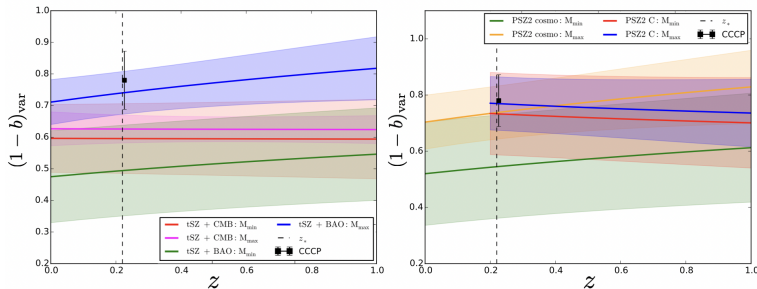 1.0
0.9
0.8
0.7
0.6
0.5
0.4
0.3
0.2
(1 − b)var
tSZ + CMB: Mmin
tSZ + CMB: Mmax
tSZ + BAO: Mmin
tSZ + BAO: Mmax
z*
CCCP
0.0 0.2 0.4 0.6 0.8 1.0
z
PSZ2 cosmo: Mmin
PSZ2 cosmo: Mmax
PSZ2 C: Mmin
PSZ2 C: Mmax
z*
CCCP
1.0
0.8
0.6
0.4
0.2
(1 − b)var
0.0 0.2 0.4 0.6 0.8 1.0
z